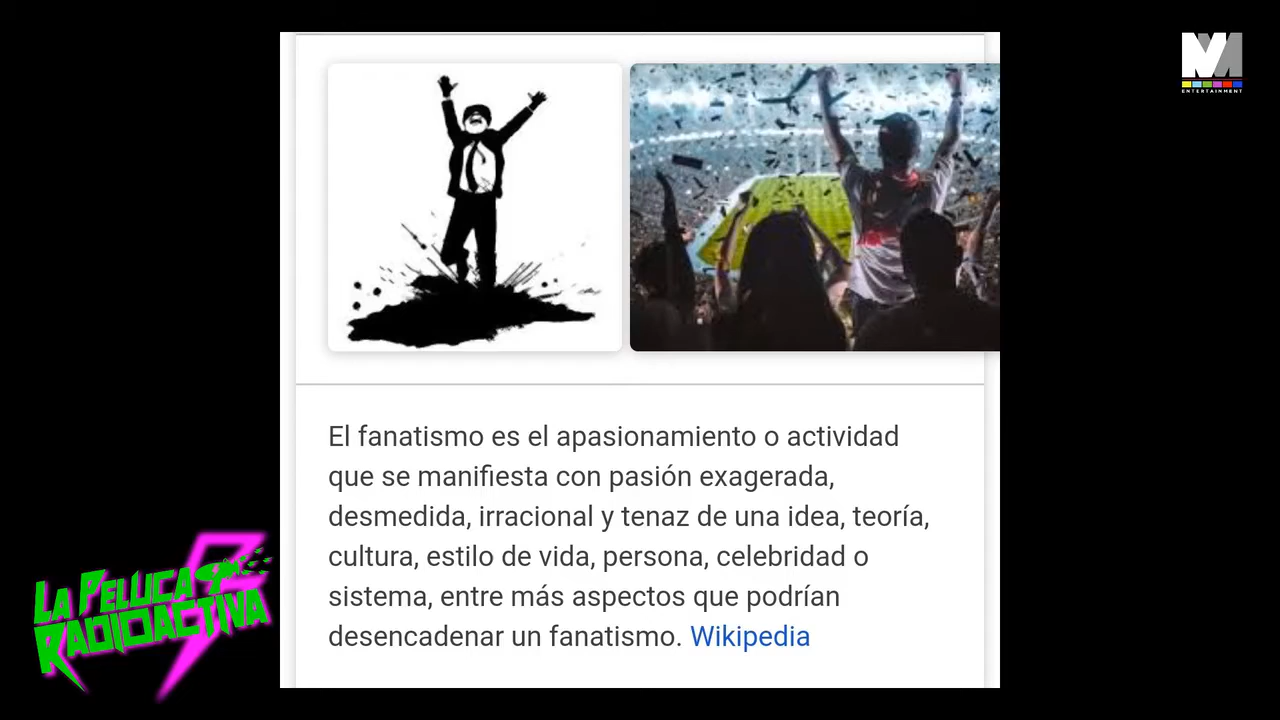 ENTERTAINMENT
El fanatismo es el apasionamiento o actividad
que se manifiesta con pasión exagerada,
desmedida, irracional y tenaz de una idea, teoría,
cultura, estilo de vida, persona, celebridad o
sistema, entre más aspectos que podrían
desencadenar un fanatismo. Wikipedia
LA PELUCA
RADIOACTIVA